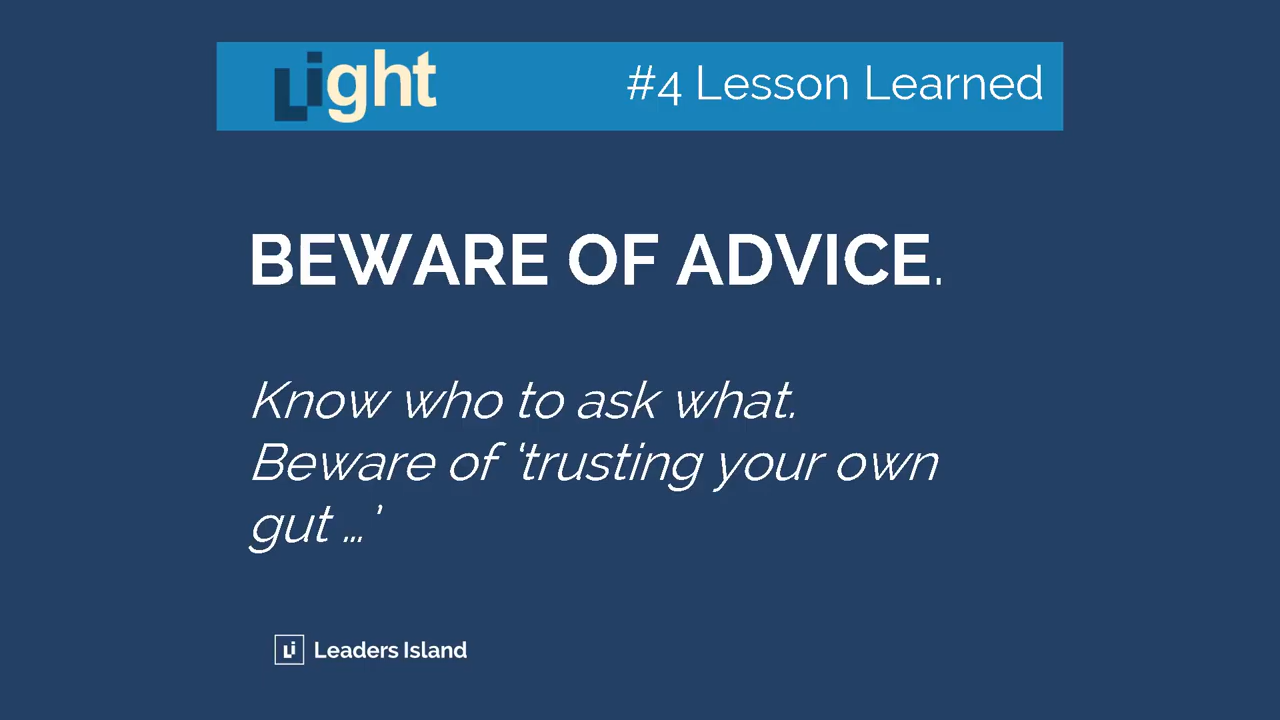 Light
#4 Lesson Learned
BEWARE OF ADVICE.
Know who to ask what.
Beware of ‘trusting your own
gut ...’
Li Leaders Island